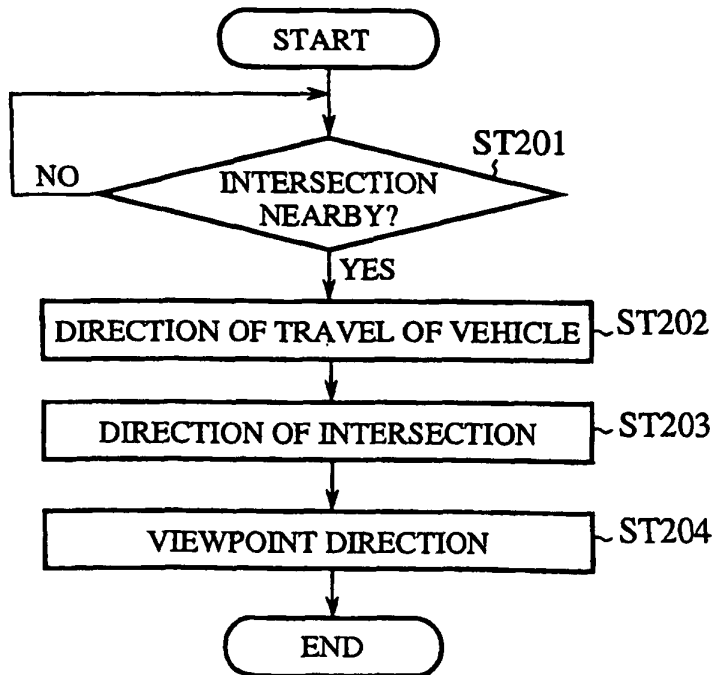 START
ST201
INTERSECTION
NEARBY?
NO
YES
DIRECTION OF TRAVEL OF VEHICLE
ST202
DIRECTION OF INTERSECTION
ST203
VIEWPOINT DIRECTION
ST204
END